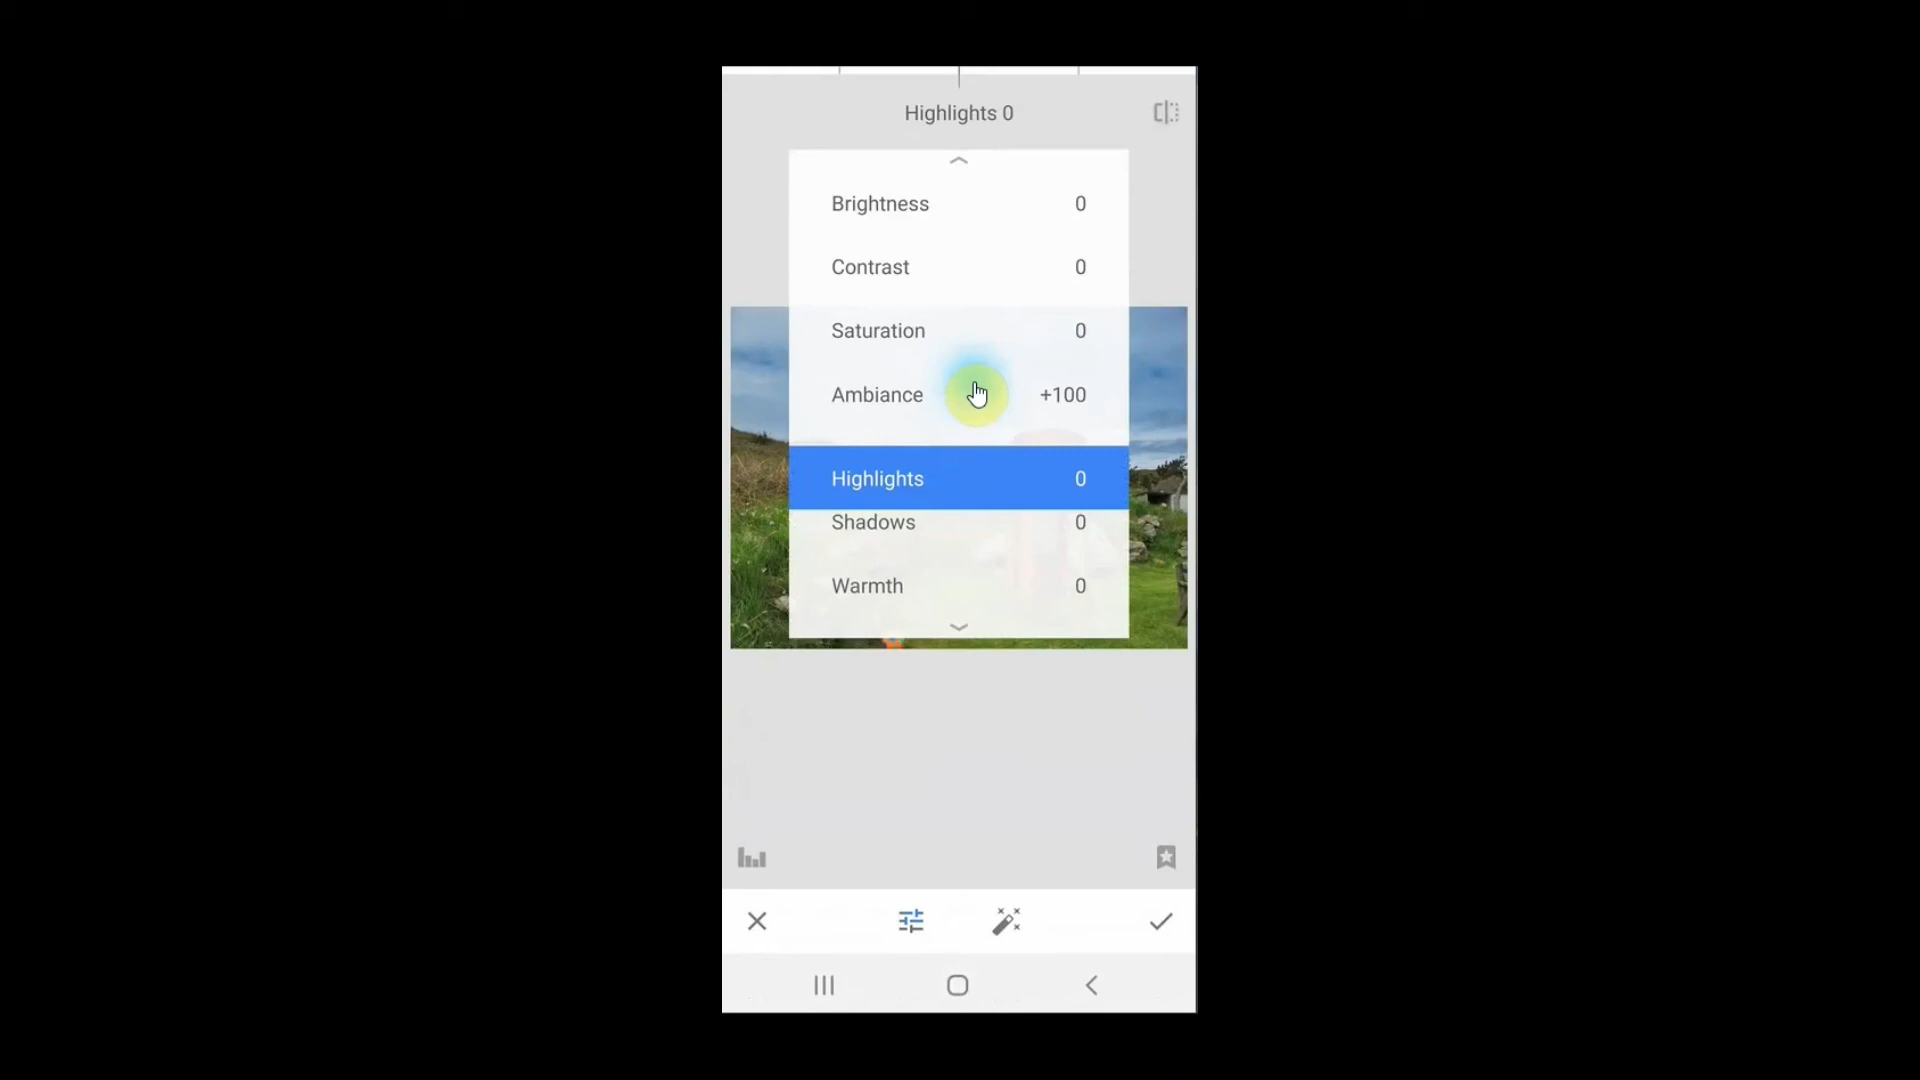 Highlights 0
Brightness 0
Contrast 0
Saturation 0
Ambiance +100
Highlights 0
Shadows 0
Warmth 0